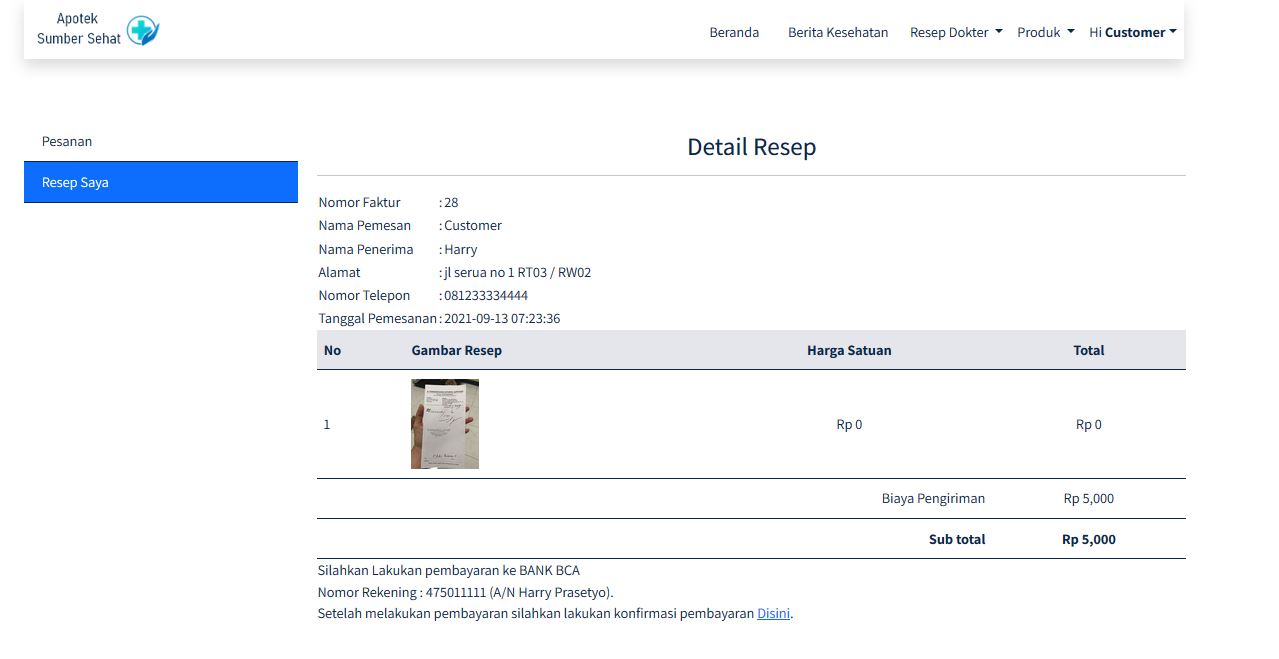 Apotek
Sumber Sehat
Beranda Berita Kesehatan Resep Dokter Produk Hi Customer
Pesanan
Resep Saya
Detail Resep
Nomor Faktur : 28
Nama Pemesan : Customer
Nama Penerima : Harry
Alamat : jl serua no 1 RT03 / RW02
Nomor Telepon : 081233334444
Tanggal Pemesanan : 2021-09-13 07:23:36
No Gambar Resep Harga Satuan Total
1 Rp 0 Rp 0
Biaya Pengiriman Rp 5,000
Sub total Rp 5,000
Silahkan Lakukan pembayaran ke BANK BCA
Nomor Rekening : 475011111 (A/N Harry Prasetyo).
Setelah melakukan pembayaran silahkan lakukan konfirmasi pembayaran Disini.